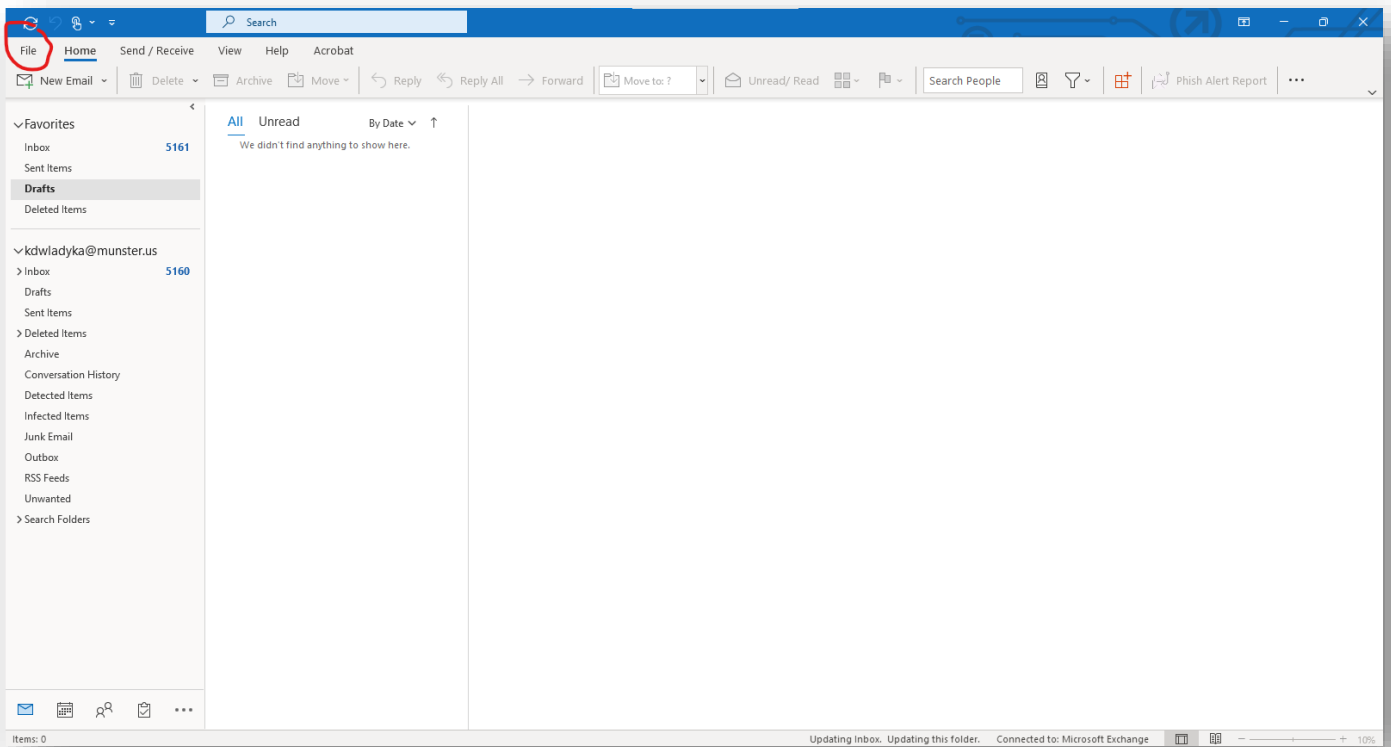 Search
File Home Send / Receive View Help Acrobat
New Email Delete Archive Move Reply Reply All Forward Move to: ? Unread/ Read Search People Phish Alert Report
Favorites
Inbox 5161
Sent Items
Drafts
Deleted Items
kdwladyka@munster.us
Inbox 5160
Drafts
Sent Items
Deleted Items
Archive
Conversation History
Detected Items
Infected Items
Junk Email
Outbox
RSS Feeds
Unwanted
Search Folders
All Unread By Date
We didn't find anything to show here.
Items: 0 Updating Inbox. Updating this folder. Connected to: Microsoft Exchange 10%